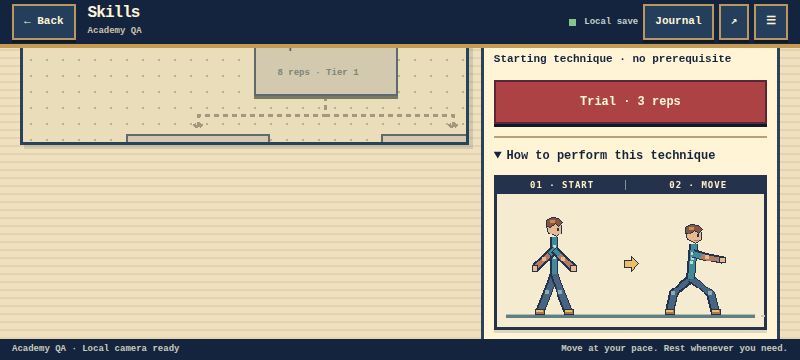 ← Back
Skills
Academy QA
Local save
Journal
↗
☰
8 reps · Tier 1
Starting technique · no prerequisite
Trial · 3 reps
▼ How to perform this technique
01 · START
02 · MOVE
Academy QA · Local camera ready
Move at your pace. Rest whenever you need.